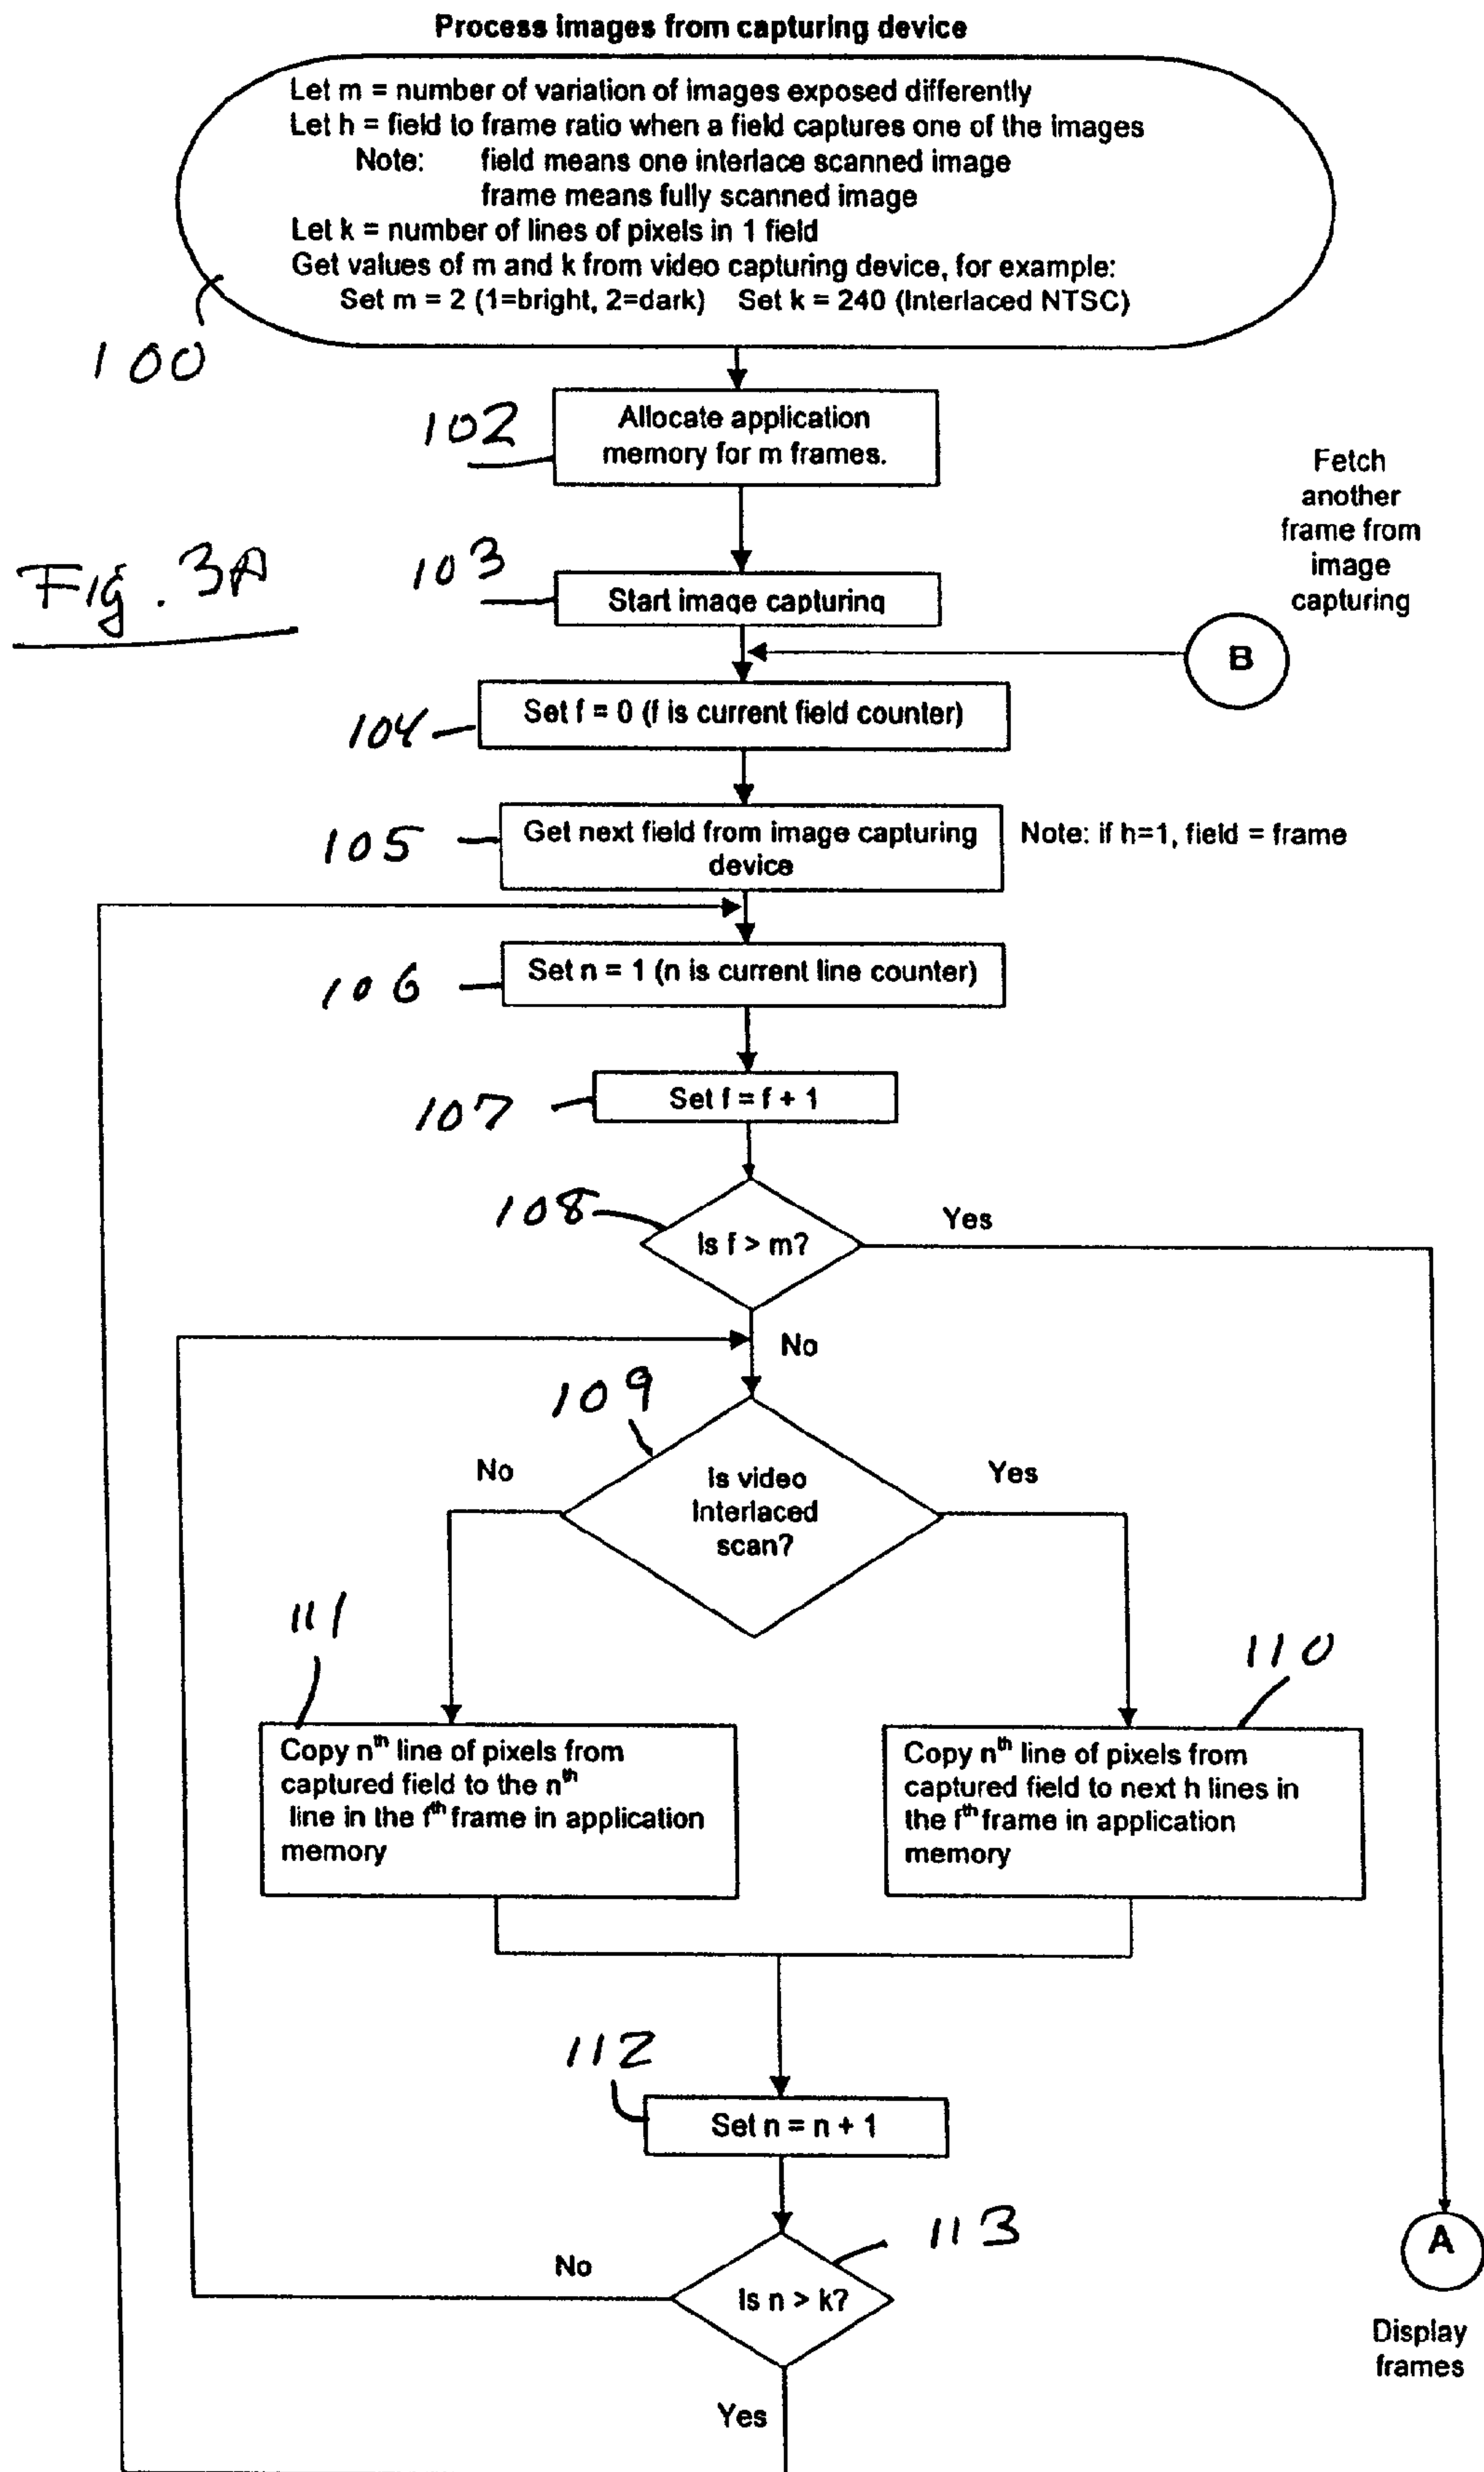 Process images from capturing device
Let m = number of variation of images exposed differently
Let h = field to frame ratio when a field captures one of the images
Note: field means one interlace scanned image
frame means fully scanned image
Let k = number of lines of pixels in 1 field
Get values of m and k from video capturing device, for example:
Set m = 2 (1=bright, 2=dark) Set k = 240 (Interlaced NTSC)
100
102
Allocate application
memory for m frames.
Fetch
another
frame from
image
capturing
Fig. 3A
103
Start image capturing
B
104
Set f = 0 (f is current field counter)
105
Get next field from image capturing
device
Note: if h=1, field = frame
106
Set n = 1 (n is current line counter)
107
Set f = f + 1
108
Is f > m?
Yes
No
109
No
Is video
Interlaced
scan?
Yes
111
110
Copy nth line of pixels from
captured field to the nth
line in the fth frame in application
memory
Copy nth line of pixels from
captured field to next h lines in
the fth frame in application
memory
112
Set n = n + 1
113
No
Is n > k?
A
Display
frames
Yes